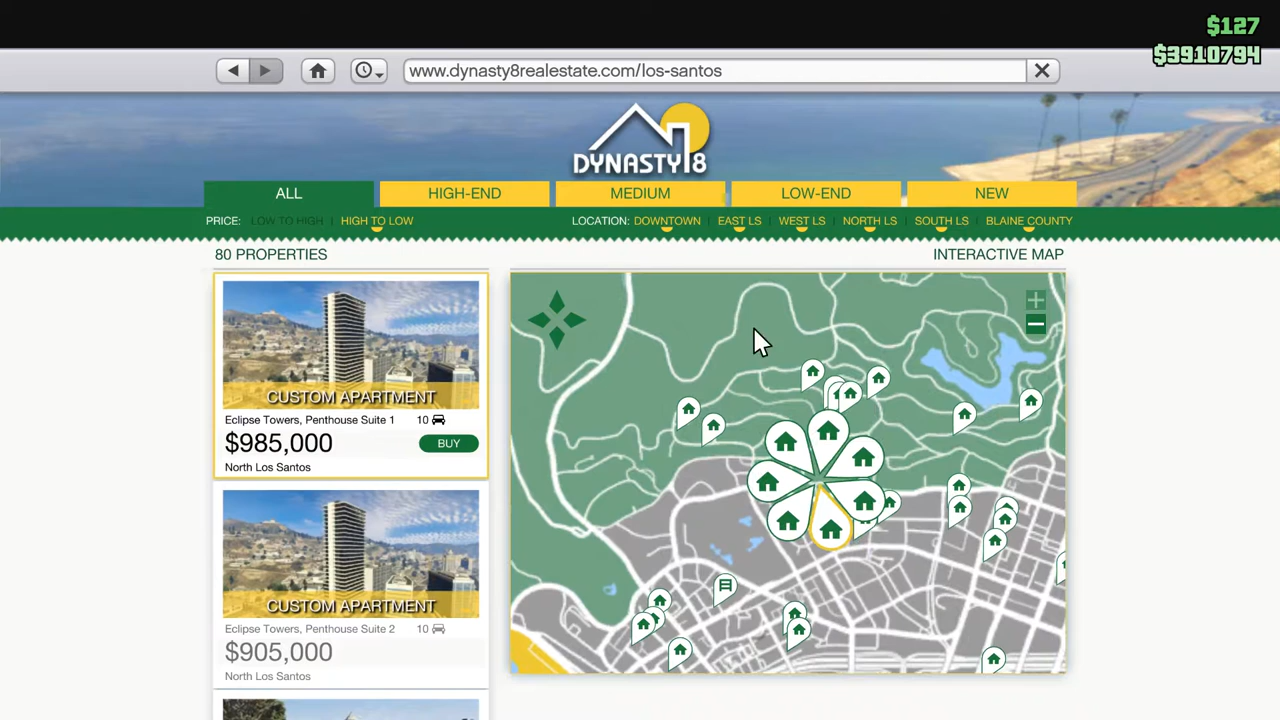 $127
$3910794
www.dynasty8realestate.com/los-santos
DYNASTY 8
ALL HIGH-END MEDIUM LOW-END NEW
PRICE: LOW TO HIGH | HIGH TO LOW LOCATION: DOWNTOWN | EAST LS | WEST LS | NORTH LS | SOUTH LS | BLAINE COUNTY
80 PROPERTIES INTERACTIVE MAP
CUSTOM APARTMENT
Eclipse Towers, Penthouse Suite 1 10
$985,000 BUY
North Los Santos
CUSTOM APARTMENT
Eclipse Towers, Penthouse Suite 2 10
$905,000
North Los Santos